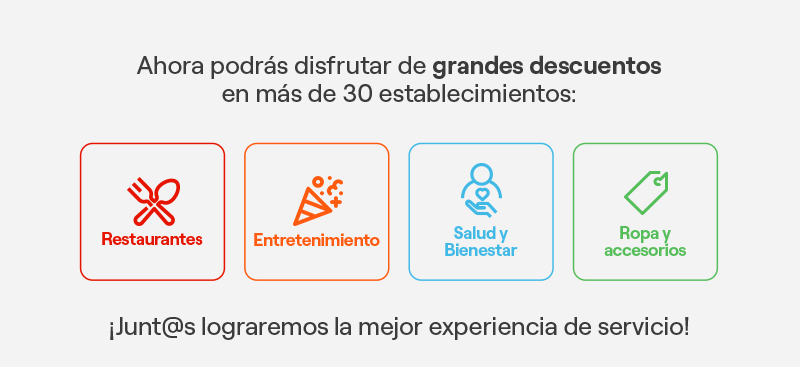 Ahora podrás disfrutar de grandes descuentos
en más de 30 establecimientos:
Restaurantes
Entretenimiento
Salud y
Bienestar
Ropa y
accesorios
¡Junt@s lograremos la mejor experiencia de servicio!